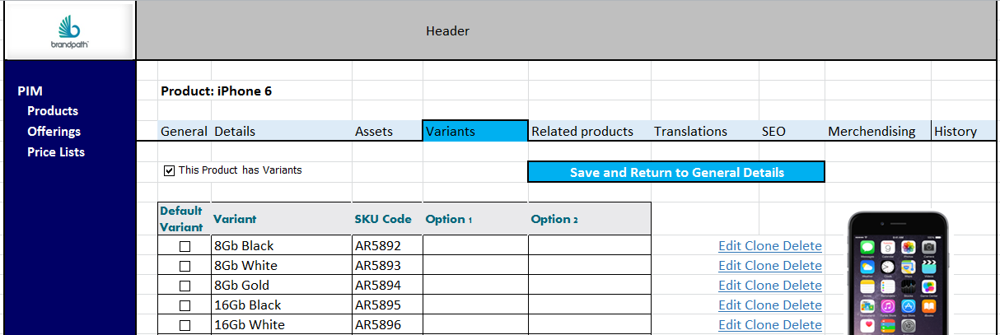 brandpath
Header
PIM
Products
Offerings
Price Lists
Product: iPhone 6
General Details Assets Variants Related products Translations SEO Merchendising History
This Product has Variants
Save and Return to General Details
Default Variant Variant SKU Code Option 1 Option 2
8Gb Black AR5892 Edit Clone Delete
8Gb White AR5893 Edit Clone Delete
8Gb Gold AR5894 Edit Clone Delete
16Gb Black AR5895 Edit Clone Delete
16Gb White AR5896 Edit Clone Delete